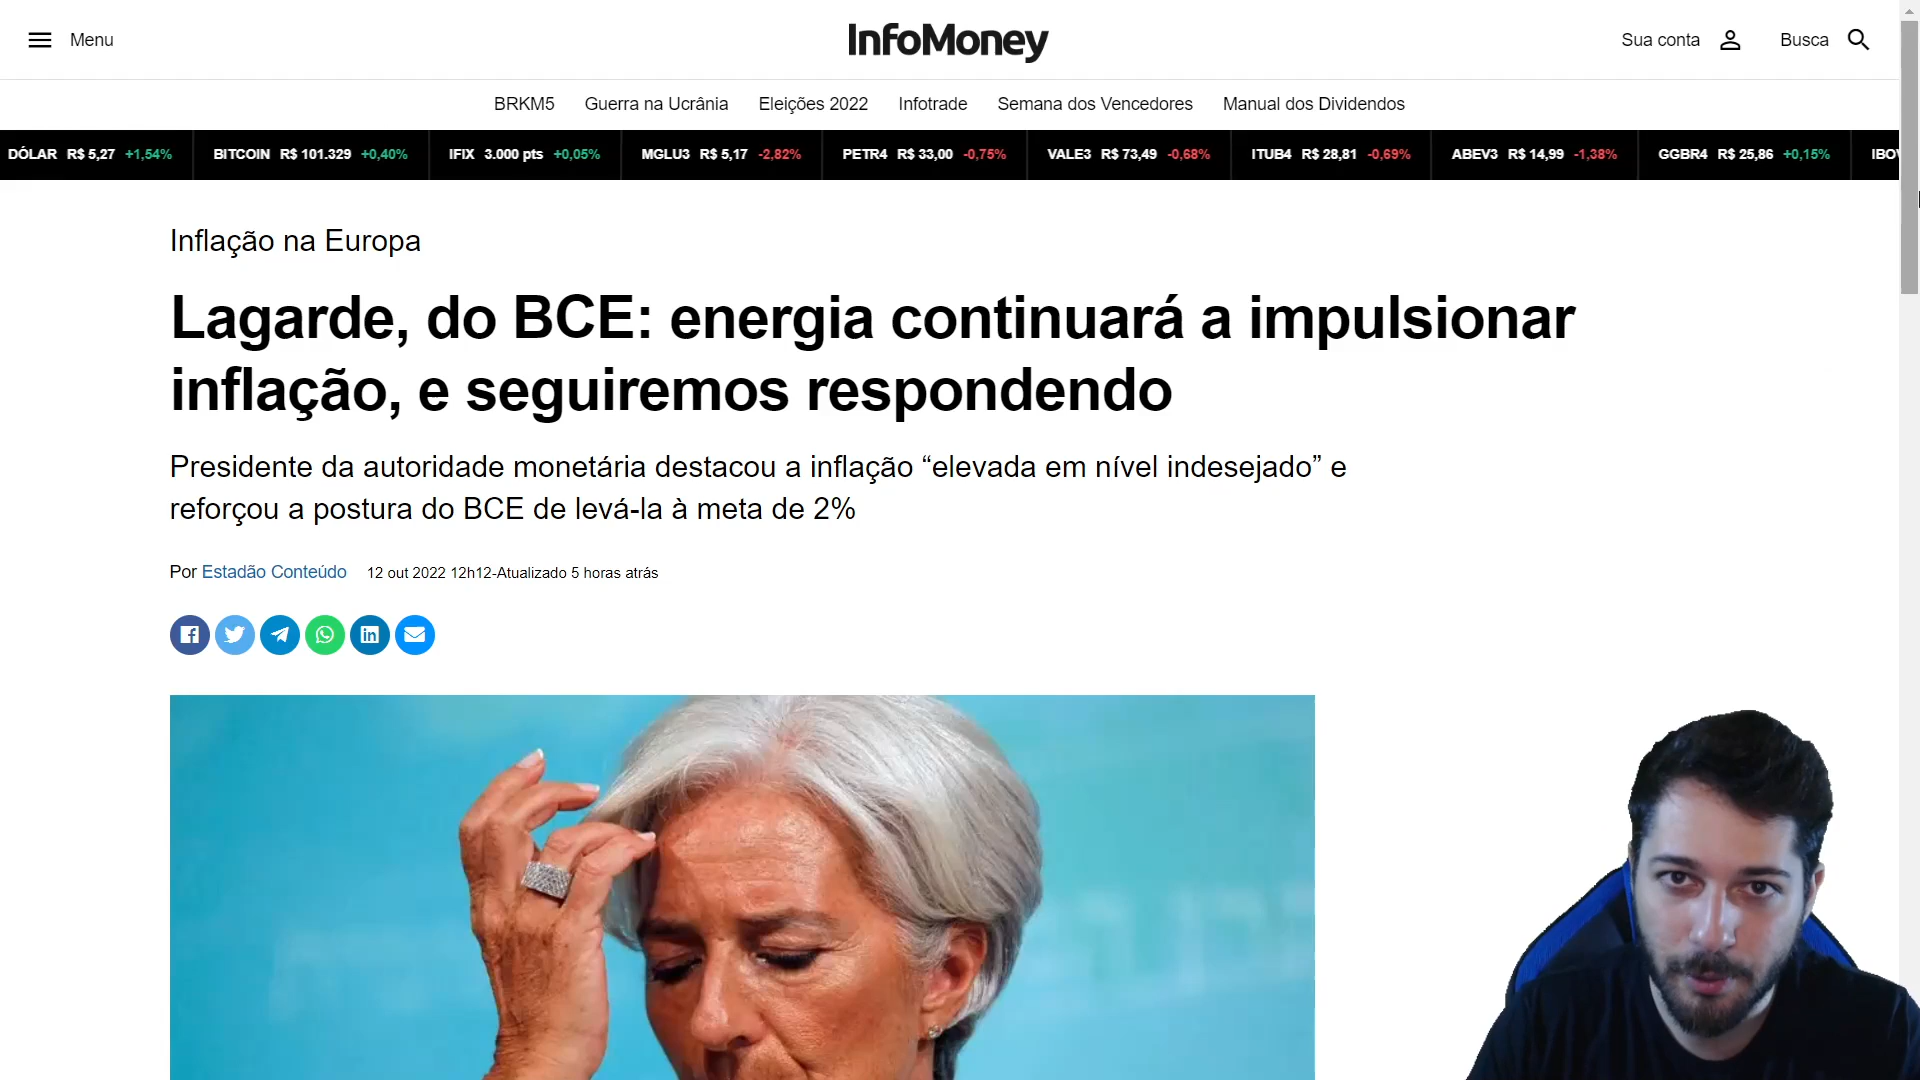 Menu
InfoMoney
Sua conta
Busca
BRKM5 Guerra na Ucrânia Eleições 2022 Infotrade Semana dos Vencedores Manual dos Dividendos
DÓLAR R$ 5,27 +1,54% BITCOIN R$ 101.329 +0,40% IFIX 3.000 pts +0,05% MGLU3 R$ 5,17 -2,82% PETR4 R$ 33,00 -0,75% VALE3 R$ 73,49 -0,68% ITUB4 R$ 28,81 -0,69% ABEV3 R$ 14,99 -1,38% GGBR4 R$ 25,86 +0,15%
Inflação na Europa
Lagarde, do BCE: energia continuará a impulsionar
inflação, e seguiremos respondendo
Presidente da autoridade monetária destacou a inflação “elevada em nível indesejado” e
reforçou a postura do BCE de levá-la à meta de 2%
Por Estadão Conteúdo 12 out 2022 12h12-Atualizado 5 horas atrás